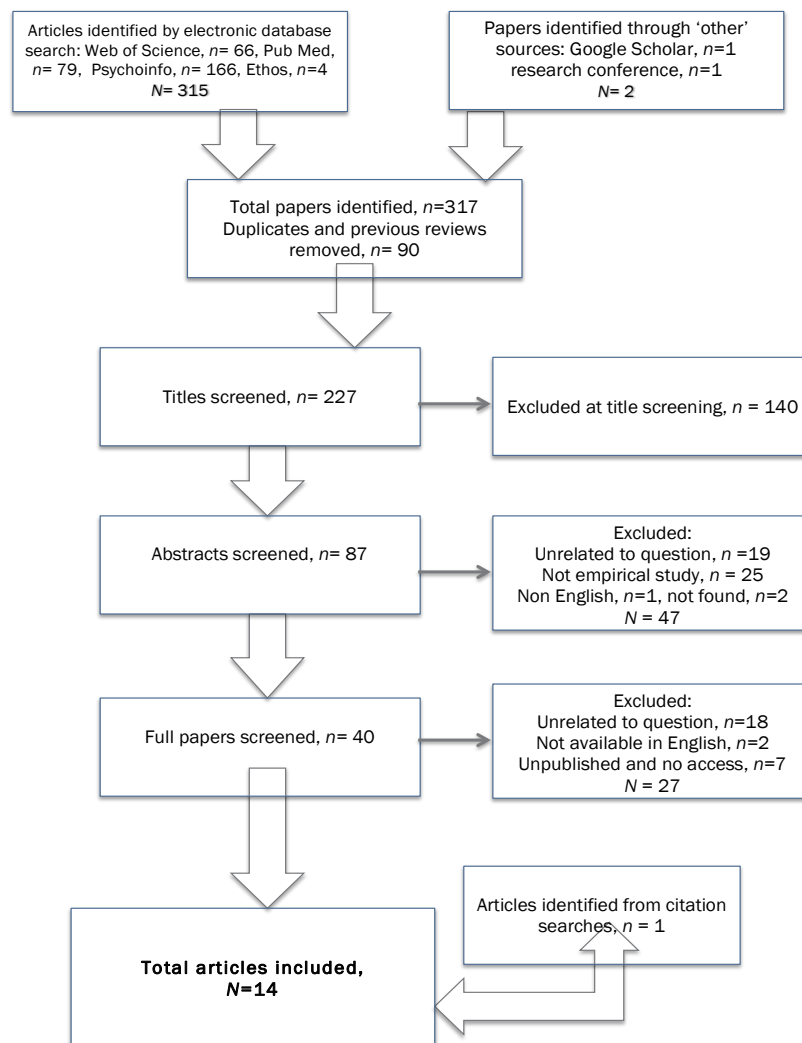 Articles identified by electronic database
search: Web of Science, n= 66, Pub Med,
n= 79, Psychoinfo, n= 166, Ethos, n=4
N= 315
Papers identified through ‘other’
sources: Google Scholar, n=1
research conference, n=1
N= 2
Total papers identified, n=317
Duplicates and previous reviews
removed, n= 90
Titles screened, n= 227
Excluded at title screening, n = 140
Abstracts screened, n= 87
Excluded:
Unrelated to question, n =19
Not empirical study, n = 25
Non English, n=1, not found, n=2
N = 47
Full papers screened, n= 40
Excluded:
Unrelated to question, n=18
Not available in English, n=2
Unpublished and no access, n=7
N = 27
Articles identified from citation
searches, n = 1
Total articles included,
N=14